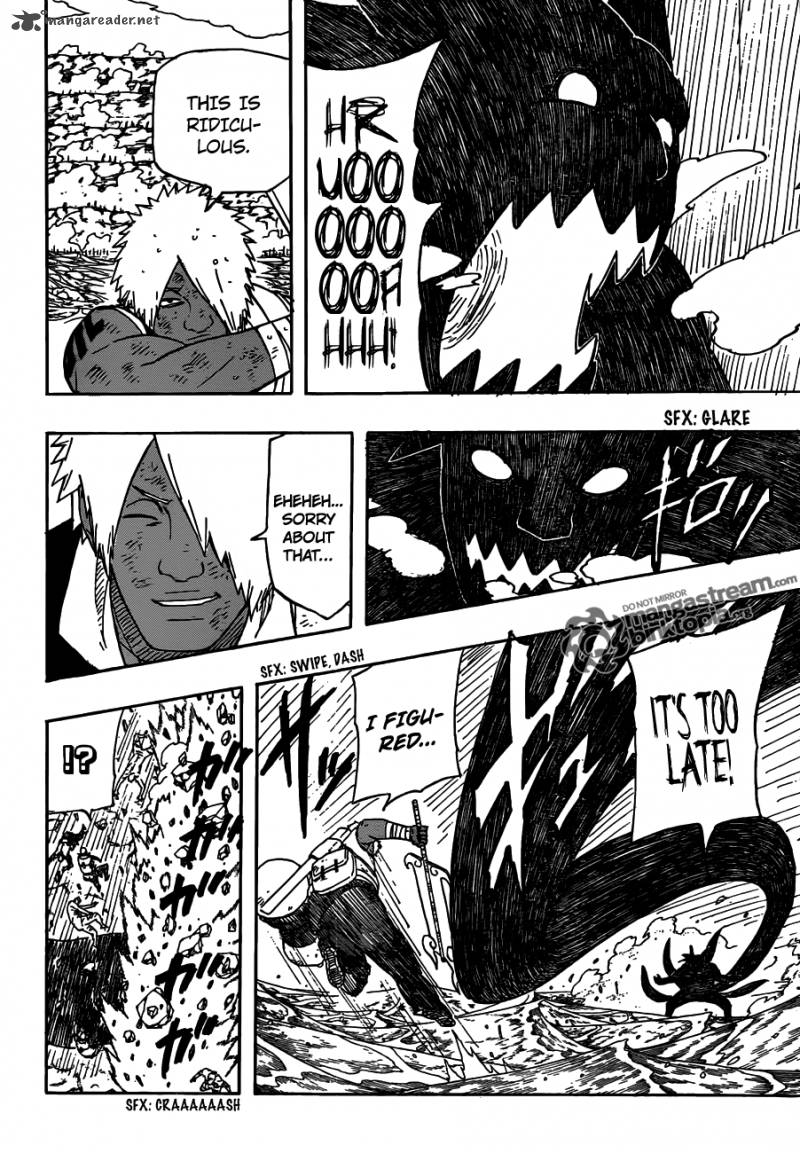 mangareader.net
HR
UOO
OOO
OOA
HHH!
THIS IS
RIDICU-
LOUS.
SFX: GLARE
ギロッ
EHEHEH...
SORRY
ABOUT
THAT...
DO NOT MIRROR
mangastream.com
binktopia.org
SFX: SWIPE, DASH
IT'S TOO
LATE!
I FIGU-
RED...
!?
ガガガガガ
SFX: CRAAAAAASH